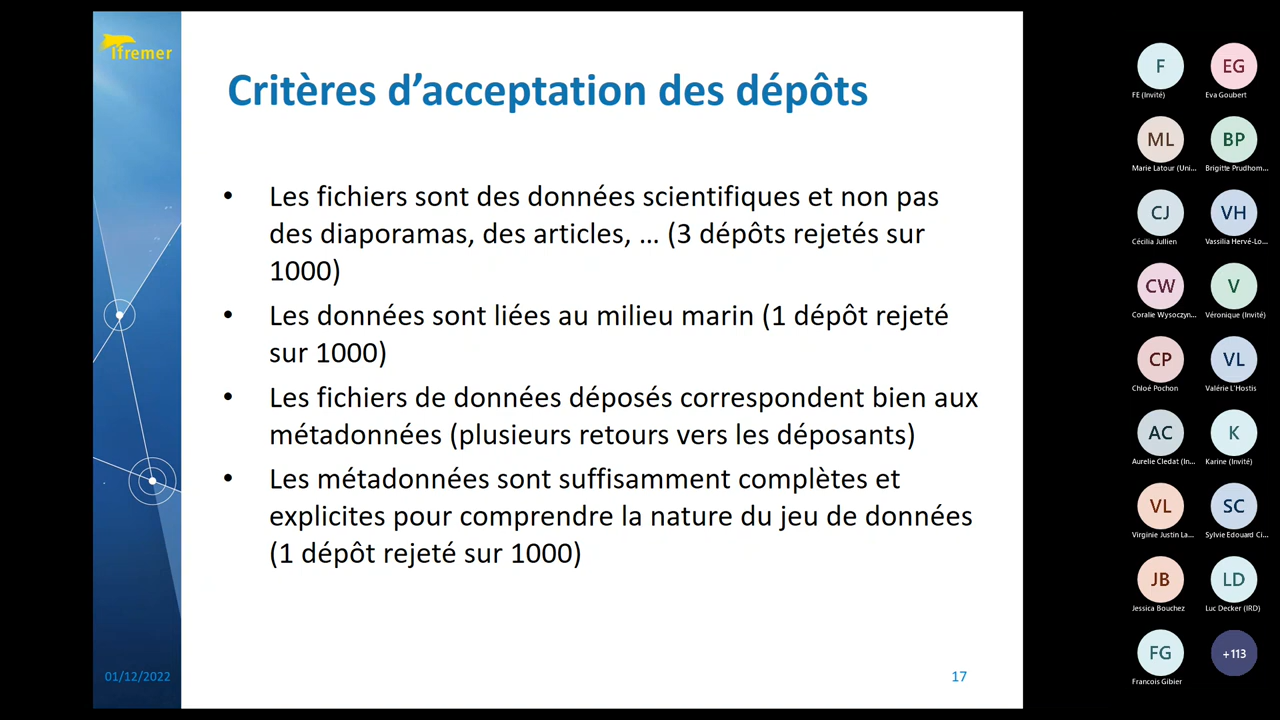 Ifremer
Critères d’acceptation des dépôts
• Les fichiers sont des données scientifiques et non pas
des diaporamas, des articles, ... (3 dépôts rejetés sur
1000)
• Les données sont liées au milieu marin (1 dépôt rejeté
sur 1000)
• Les fichiers de données déposés correspondent bien aux
métadonnées (plusieurs retours vers les déposants)
• Les métadonnées sont suffisamment complètes et
explicites pour comprendre la nature du jeu de données
(1 dépôt rejeté sur 1000)
01/12/2022
17
F EG
FE (Invité) Eva Goubert
ML BP
Marie Latour (Uni... Brigitte Prudhom...
CJ VH
Cécilia Jullien Vassilia Hervé-Lo...
CW V
Coralie Wysoczyn... Véronique (Invité)
CP VL
Chloé Pochon Valérie L'Hostis
AC K
Aurelie Cledat (In... Karine (Invité)
VL SC
Virginie Justin La... Sylvie Edouard Ci...
JB LD
Jessica Bouchez Luc Decker (IRD)
FG +113
Francois Gibier